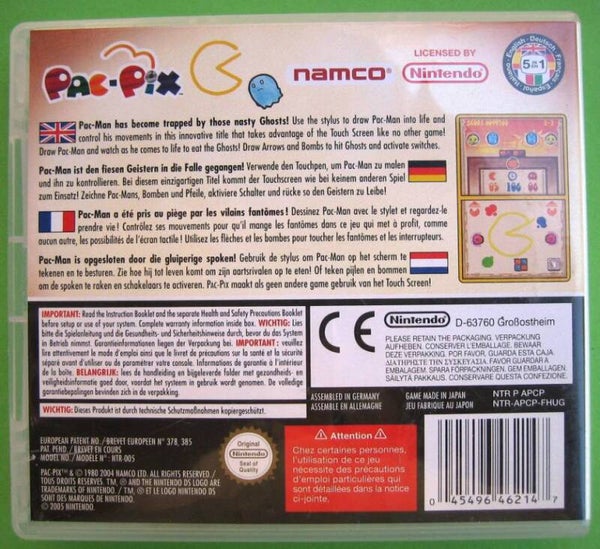 PAC-PIX
namco®
LICENSED BY
Nintendo®
English • Deutsch • Français • Español • Italiano
5 in 1
Pac-Man has become trapped by those nasty Ghosts! Use the stylus to draw Pac-Man into life and
control his movements in this innovative title that takes advantage of the Touch Screen like no other game!
Draw Pac-Man and watch as he comes to life to eat the Ghosts! Draw Arrows and Bombs to hit Ghosts and activate switches.
Pac-Man ist den fiesen Geistern in die Falle gegangen! Verwende den Touchpen, um Pac-Man zu malen
und ihn zu kontrollieren. Bei diesem einzigartigen Titel kommt der Touchscreen wie bei keinem anderen Spiel
zum Einsatz! Zeichne Pac-Mans, Bomben und Pfeile, aktiviere Schalter und rücke so den Geistern zu Leibe!
Pac-Man a été pris au piège par les vilains fantômes! Dessinez Pac-Man avec le stylet et regardez-le
prendre vie! Contrôlez ses mouvements pour qu'il mange les fantômes dans ce jeu qui met à profit, comme
aucun autre, les possibilités de l'écran tactile! Utilisez les flèches et les bombes pour toucher les fantômes et les interrupteurs.
Pac-Man is opgesloten door die gluiperige spoken! Gebruik de stylus om Pac-Man op het scherm te
tekenen en te besturen. Zie hoe hij tot leven komt om zijn aartsrivalen op te eten! Of teken pijlen en bommen
om de spoken te raken en schakelaars te activeren. Pac-Pix maakt als geen andere game gebruik van het Touch Screen!
IMPORTANT: Read the Instruction Booklet and the separate Health and Safety Precautions Booklet
before setup or use of your system. Complete warranty information inside box. WICHTIG: Lies
bitte die Spielanleitung und die Gesundheits- und Sicherheitshinweise durch, bevor du das System
in Betrieb nimmst. Garantieinformationen liegen der Verpackung bei. IMPORTANT: veuillez
lire attentivement le mode d'emploi ainsi que le livret de précautions sur la santé et la sécurité
séparé avant d'utiliser ou de paramétrer votre console. Informations de garantie à l'intérieur
de la boîte. BELANGRIJK: lees de handleiding en bijgeleverde folder met gezondheids- en
veiligheidsinformatie goed door, voordat het systeem in gebruik wordt genomen. De volledige
garantiebepalingen bevinden zich in de verpakking.
WICHTIG: Dieses Produkt ist durch technische Schutzmaßnahmen kopiergeschützt.
CE
Nintendo® D-63760 Großostheim
PLEASE RETAIN THE PACKAGING. VERPACKUNG
AUFHEBEN. CONSERVER L'EMBALLAGE. BEWAAR
DEZE VERPAKKING. POR FAVOR, GUARDA ESTA CAJA
ΔΙΑΤΗΡΗΣΤΕ ΤΗΝ ΣΥΣΚΕΥΑΣΙΑ. FAVOR GUARDAR A
EMBALAGEM. SPARA FÖRPACKNINGEN. GEM EMBALLAGEN.
SÄILYTÄ PAKKAUS. CONSERVARE QUESTA CONFEZIONE.
ASSEMBLED IN GERMANY GAME MADE IN JAPAN NTR P APCP
ASSEMBLÉ EN ALLEMAGNE JEU FABRIQUÉ AU JAPON NTR-APCP-FHUG
EUROPEAN PATENT NO./BREVET EUROPÉEN N° 378, 385
PAT. PEND./BREVET EN COURS
MODEL NO./MODÈLE N°: NTR-005
PAC-PIX™ & © 1980 2004 NAMCO LTD. ALL RIGHTS RESERVED./
TOUS DROITS RESERVES. TM, ® AND THE NINTENDO DS LOGO ARE
TRADEMARKS OF NINTENDO. / TM, ® ET LE LOGO NINTENDO DS
SONT DES MARQUES DE NINTENDO.
© 2005 NINTENDO.
Original
Nintendo
Seal of
Quality
⚠ Attention ⚠
Chez certaines personnes,
l'utilisation de ce jeu
nécessite des précautions
d'emploi particulières qui
sont détaillées dans la notice
ci-jointe.
0 45496 46214 7